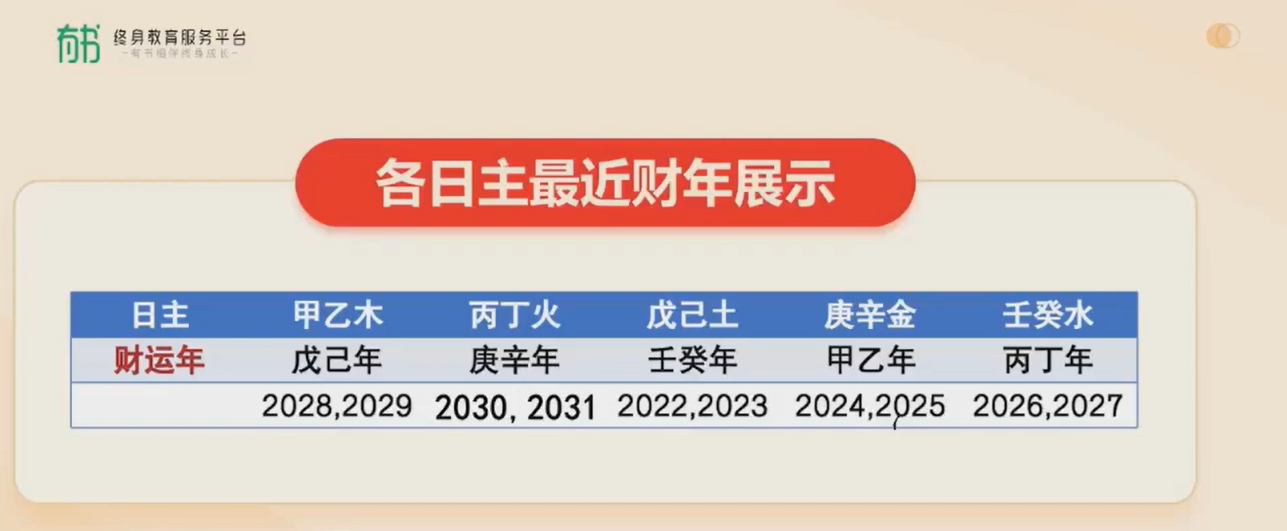 有书 终身教育服务平台
—有书相伴终身成长—
各日主最近财年展示
日主 甲乙木 丙丁火 戊己土 庚辛金 壬癸水
财运年 戊己年 庚辛年 壬癸年 甲乙年 丙丁年
2028,2029 2030, 2031 2022,2023 2024,2025 2026,2027